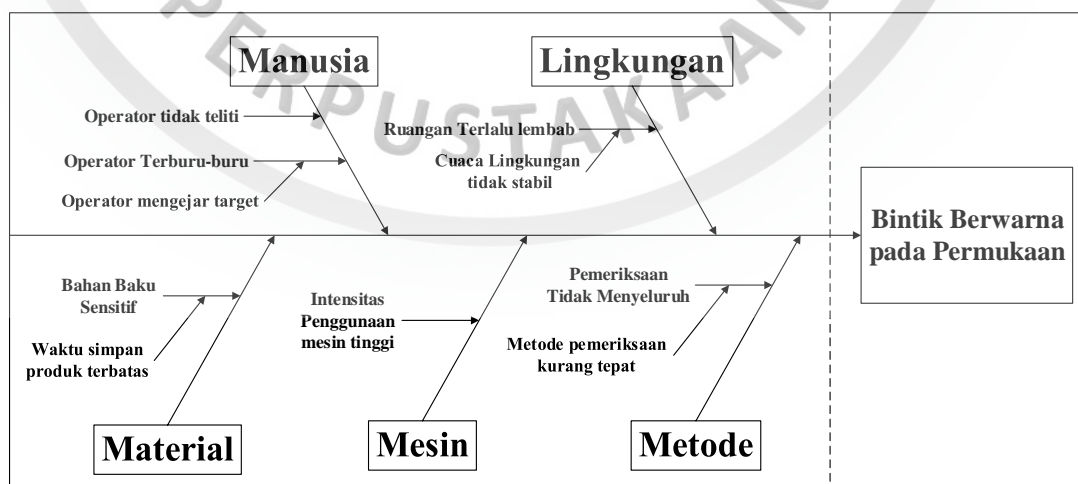 PERPUSTAKAAN
Manusia
Lingkungan
Operator tidak teliti
Operator Terburu-buru
Operator mengejar target
Ruangan Terlalu lembab
Cuaca Lingkungan
tidak stabil
Bintik Berwarna
pada Permukaan
Bahan Baku
Sensitif
Waktu simpan
produk terbatas
Intensitas
Penggunaan
mesin tinggi
Pemeriksaan
Tidak Menyeluruh
Metode pemeriksaan
kurang tepat
Material
Mesin
Metode